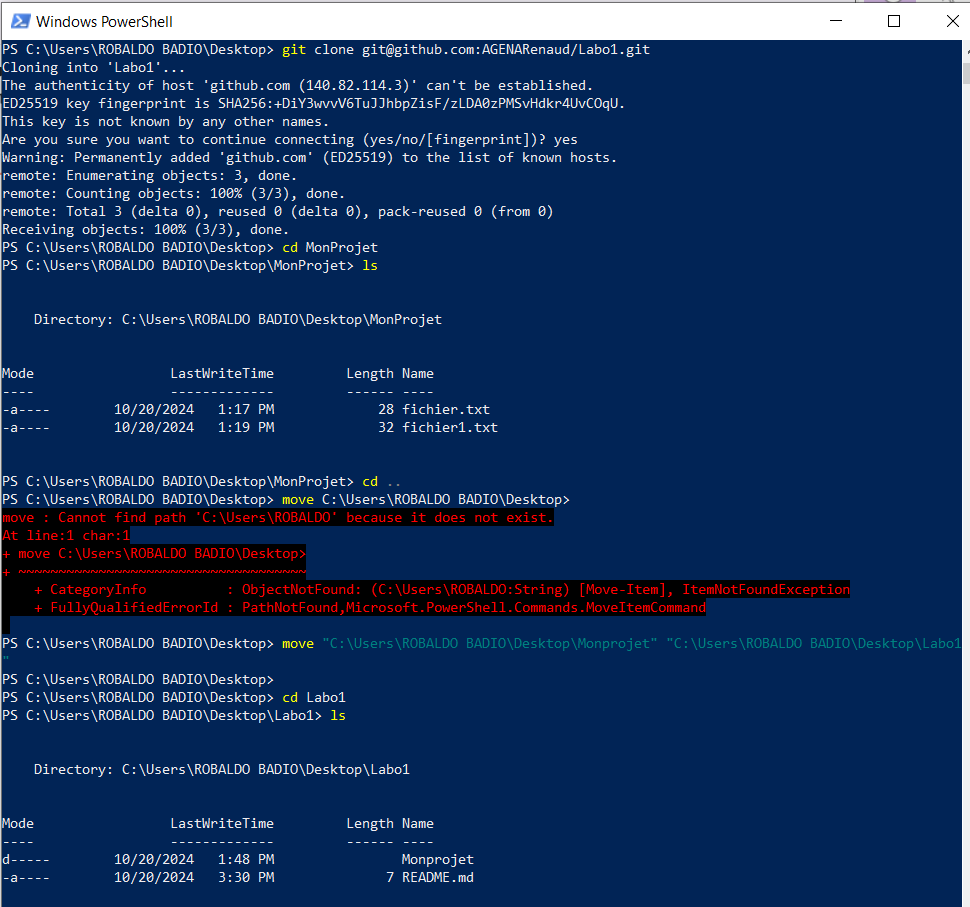 Windows PowerShell
PS C:\Users\ROBALDO BADIO\Desktop> git clone git@github.com:AGENARenaud/Labo1.git
Cloning into 'Labo1'...
The authenticity of host 'github.com (140.82.114.3)' can't be established.
ED25519 key fingerprint is SHA256:+DiY3wvvV6TuJJhbpZisF/zLDA0zPMSvHdkr4UvCOqU.
This key is not known by any other names.
Are you sure you want to continue connecting (yes/no/[fingerprint])? yes
Warning: Permanently added 'github.com' (ED25519) to the list of known hosts.
remote: Enumerating objects: 3, done.
remote: Counting objects: 100% (3/3), done.
remote: Total 3 (delta 0), reused 0 (delta 0), pack-reused 0 (from 0)
Receiving objects: 100% (3/3), done.
PS C:\Users\ROBALDO BADIO\Desktop> cd MonProjet
PS C:\Users\ROBALDO BADIO\Desktop\MonProjet> ls
Directory: C:\Users\ROBALDO BADIO\Desktop\MonProjet
Mode LastWriteTime Length Name
---- ------------- ------ ----
-a---- 10/20/2024 1:17 PM 28 fichier.txt
-a---- 10/20/2024 1:19 PM 32 fichier1.txt
PS C:\Users\ROBALDO BADIO\Desktop\MonProjet> cd ..
PS C:\Users\ROBALDO BADIO\Desktop> move C:\Users\ROBALDO BADIO\Desktop>
move : Cannot find path 'C:\Users\ROBALDO' because it does not exist.
At line:1 char:1
+ move C:\Users\ROBALDO BADIO\Desktop>
+ ~~~~~~~~~~~~~~~~~~~~~~~~~~~~~~~~~~~~
+ CategoryInfo : ObjectNotFound: (C:\Users\ROBALDO:String) [Move-Item], ItemNotFoundException
+ FullyQualifiedErrorId : PathNotFound,Microsoft.PowerShell.Commands.MoveItemCommand
PS C:\Users\ROBALDO BADIO\Desktop> move "C:\Users\ROBALDO BADIO\Desktop\Monprojet" "C:\Users\ROBALDO BADIO\Desktop\Labo1
"
PS C:\Users\ROBALDO BADIO\Desktop>
PS C:\Users\ROBALDO BADIO\Desktop> cd Labo1
PS C:\Users\ROBALDO BADIO\Desktop\Labo1> ls
Directory: C:\Users\ROBALDO BADIO\Desktop\Labo1
Mode LastWriteTime Length Name
---- ------------- ------ ----
d----- 10/20/2024 1:48 PM Monprojet
-a---- 10/20/2024 3:30 PM 7 README.md